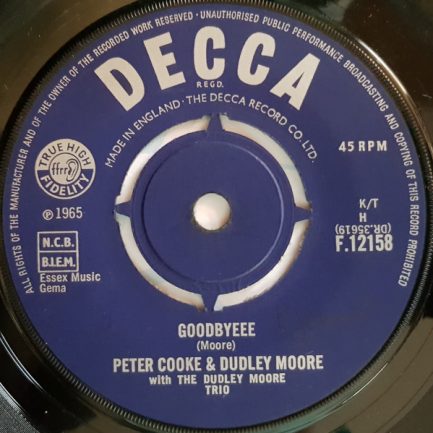 ALL RIGHTS OF THE MANUFACTURER AND OF THE OWNER OF THE RECORDED WORK RESERVED · UNAUTHORISED PUBLIC PERFORMANCE BROADCASTING AND COPYING OF THIS RECORD PROHIBITED
DECCA
REGD.
MADE IN ENGLAND · THE DECCA RECORD CO. LTD.
TRUE HIGH
ffrr
FIDELITY
45 RPM
℗ 1965
K/T
H
(DR.35619)
F.12158
N.C.B.
B.I.E.M.
Essex Music
Gema
GOODBYEEE
(Moore)
PETER COOKE & DUDLEY MOORE
with THE DUDLEY MOORE
TRIO